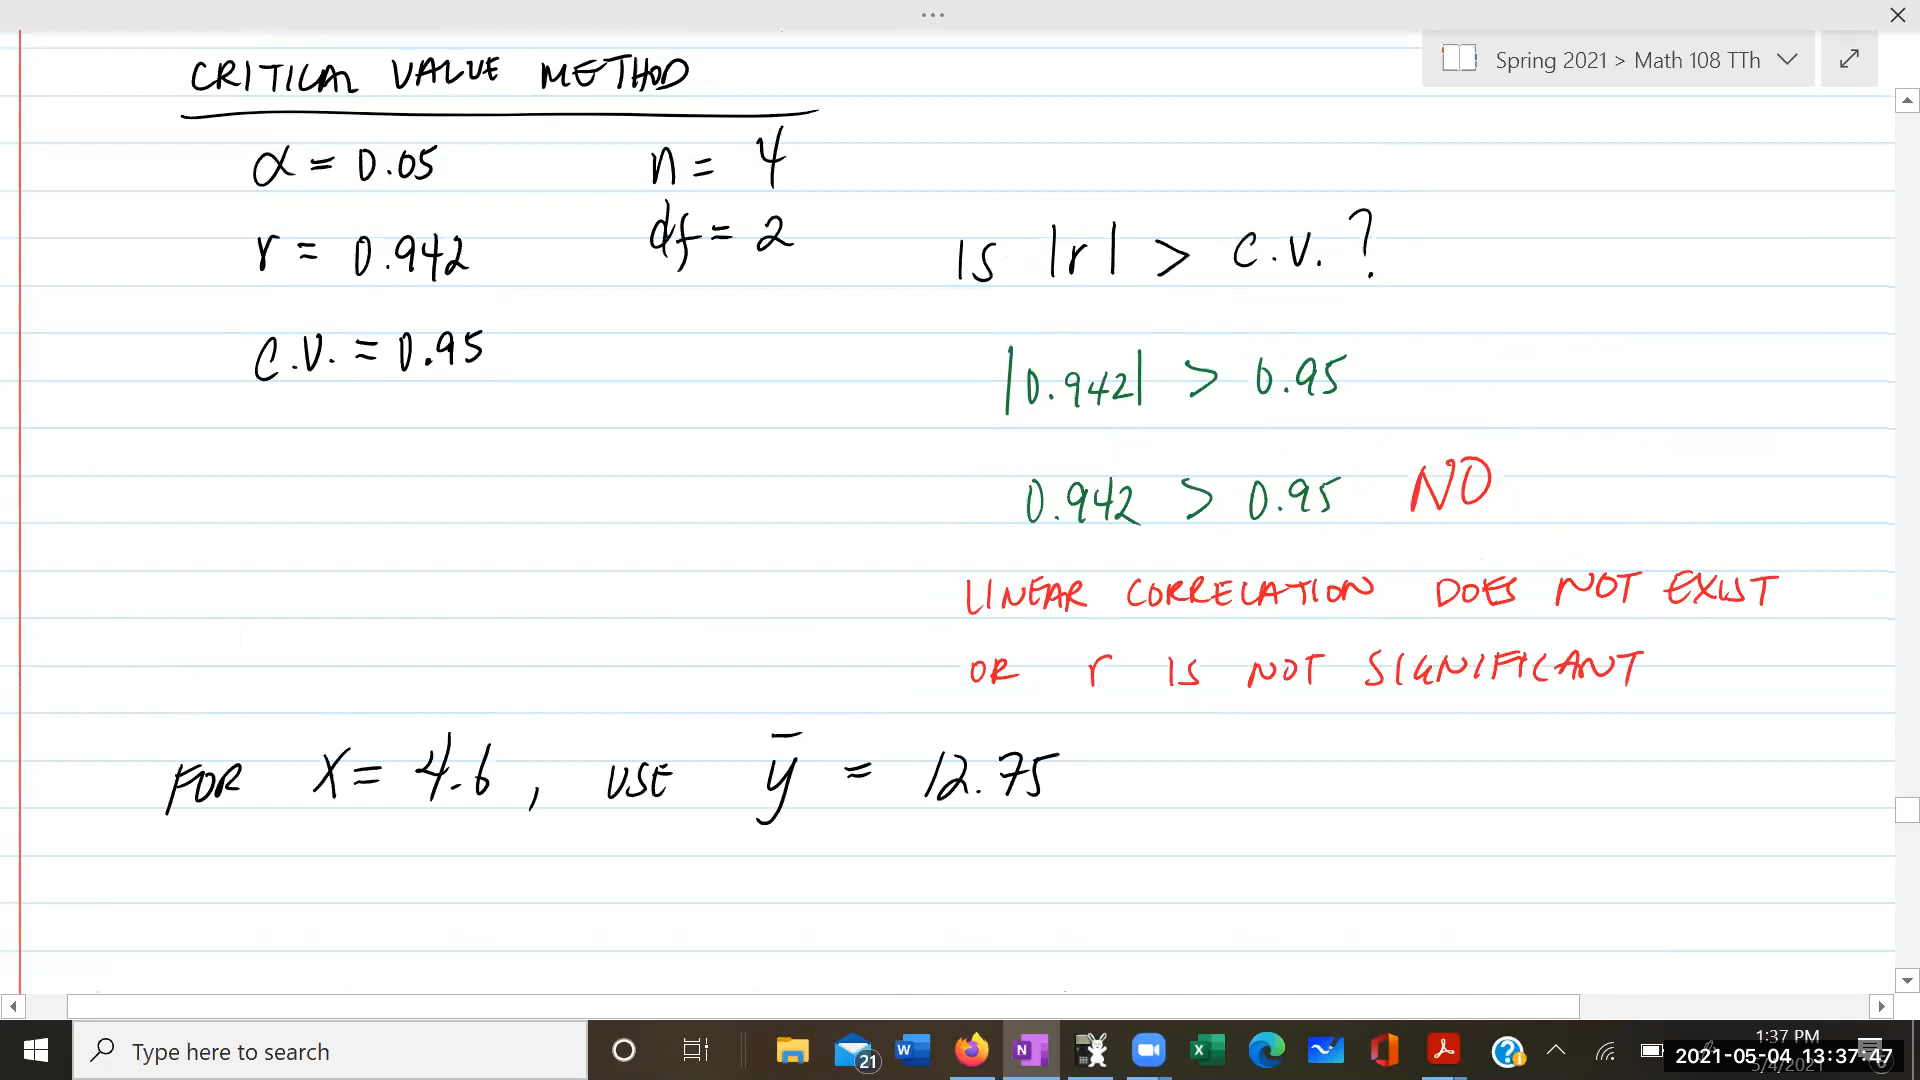 Spring 2021 > Math 108 TTh
CRITICAL VALUE METHOD
α = 0.05 n = 4
r = 0.942 df = 2
C.V. = 0.95
IS |r| > C.V. ?
|0.942| > 0.95
0.942 > 0.95 NO
LINEAR CORRELATION DOES NOT EXIST
OR r IS NOT SIGNIFICANT
FOR X = 4.6, USE ȳ = 12.75
Type here to search
21
1:37 PM
2021-05-04 13:37:47